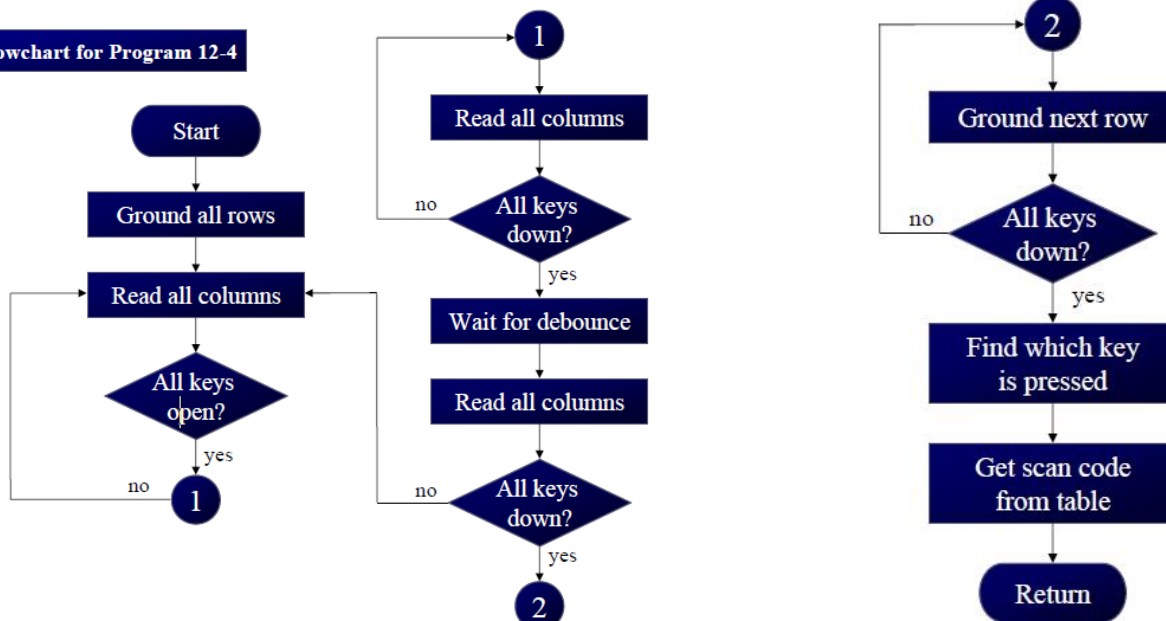 owchart for Program 12-4
Start
Ground all rows
Read all columns
All keys
open?
yes
no
1
1
Read all columns
All keys
down?
no
yes
Wait for debounce
Read all columns
All keys
down?
no
yes
2
2
Ground next row
All keys
down?
no
yes
Find which key
is pressed
Get scan code
from table
Return